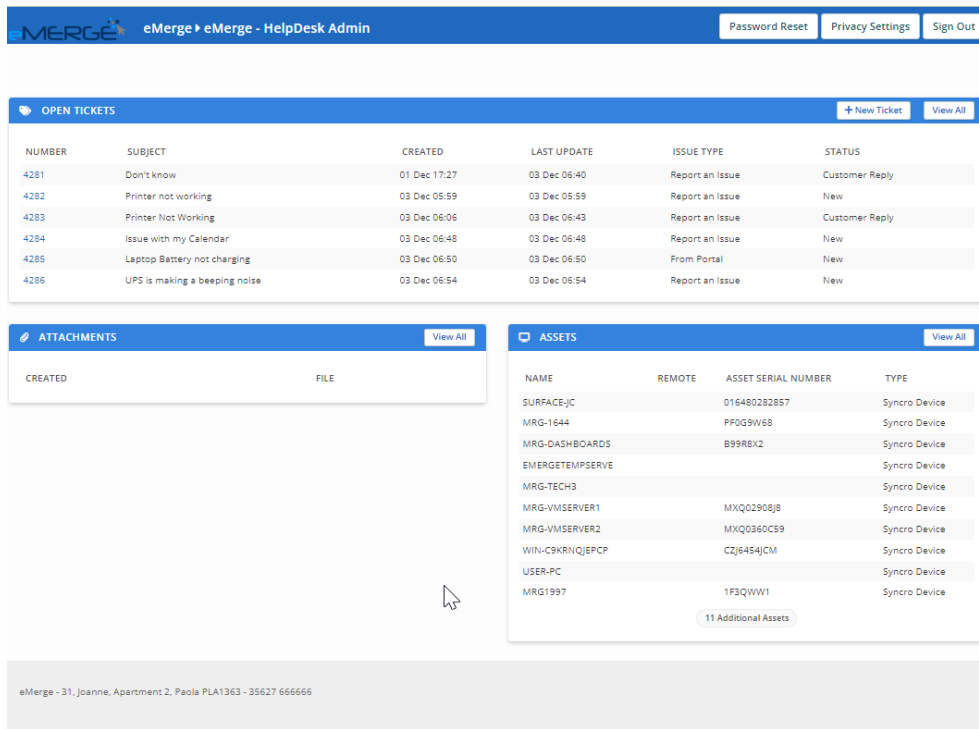 eMERGE eMerge eMerge - HelpDesk Admin Password Reset Privacy Settings Sign Out
OPEN TICKETS + New Ticket View All
NUMBER SUBJECT CREATED LAST UPDATE ISSUE TYPE STATUS
4281 Don't know 01 Dec 17:27 03 Dec 06:40 Report an Issue Customer Reply
4282 Printer not working 03 Dec 05:59 03 Dec 05:59 Report an Issue New
4283 Printer Not Working 03 Dec 06:06 03 Dec 06:43 Report an Issue Customer Reply
4284 Issue with my Calendar 03 Dec 06:48 03 Dec 06:48 Report an Issue New
4285 Laptop Battery not charging 03 Dec 06:50 03 Dec 06:50 From Portal New
4286 UPS is making a beeping noise 03 Dec 06:54 03 Dec 06:54 Report an Issue New
ATTACHMENTS View All
CREATED FILE
ASSETS View All
NAME REMOTE ASSET SERIAL NUMBER TYPE
SURFACE-JC 016480282857 Syncro Device
MRG-1644 PF0G9W68 Syncro Device
MRG-DASHBOARDS B99R8X2 Syncro Device
EMERGETEMPSERVE Syncro Device
MRG-TECH3 Syncro Device
MRG-VMSERVER1 MXQ02908J8 Syncro Device
MRG-VMSERVER2 MXQ0360C59 Syncro Device
WIN-C9KRNQJEPCP CZJ6454JCM Syncro Device
USER-PC Syncro Device
MRG1997 1F3QWW1 Syncro Device
11 Additional Assets
eMerge - 31, Joanne, Apartment 2, Paola PLA1363 - 35627 666666